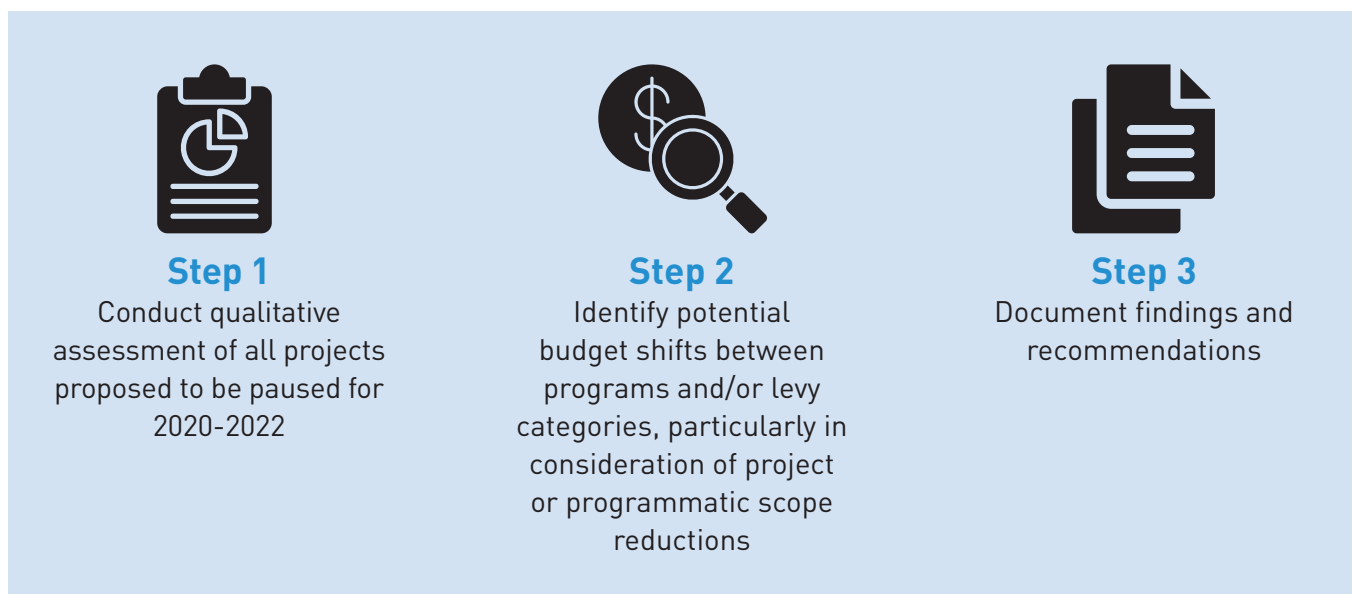 Step 1
Conduct qualitative
assessment of all projects
proposed to be paused for
2020-2022
Step 2
Identify potential
budget shifts between
programs and/or levy
categories, particularly in
consideration of project
or programmatic scope
reductions
Step 3
Document findings and
recommendations